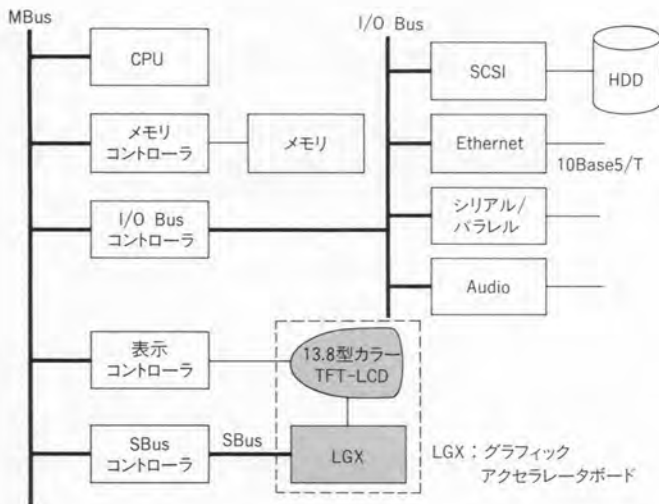 MBus
I/O Bus
CPU
SCSI
HDD
メモリ
コントローラ
メモリ
Ethernet
10Base5/T
I/O Bus
コントローラ
シリアル/
パラレル
Audio
表示
コントローラ
13.8型カラー
TFT-LCD
SBus
コントローラ
SBus
LGX
LGX：グラフィック
アクセラレータボード